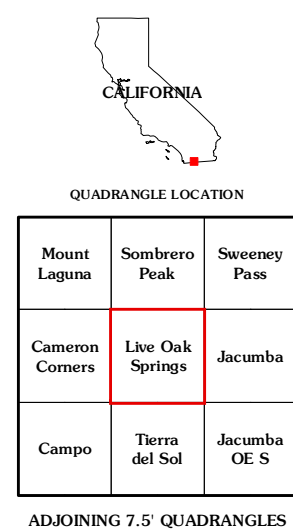 CALIFORNIA
QUADRANGLE LOCATION
Mount
Laguna
Sombrero
Peak
Sweeney
Pass
Cameron
Corners
Live Oak
Springs
Jacumba
Campo
Tierra
del Sol
Jacumba
OE S
ADJOINING 7.5' QUADRANGLES